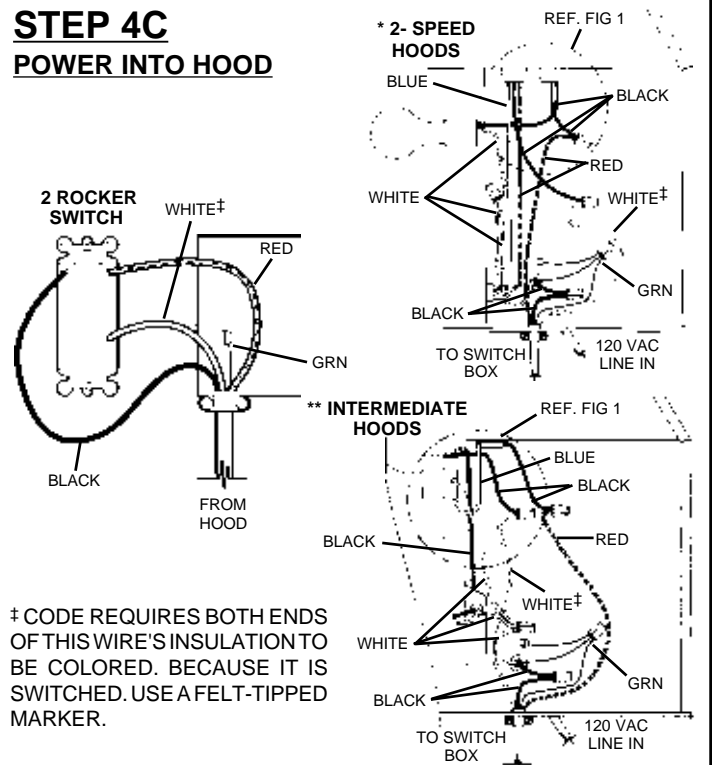 STEP 4C
POWER INTO HOOD
2 ROCKER
SWITCH
WHITE‡
RED
GRN
BLACK
FROM
HOOD
‡ CODE REQUIRES BOTH ENDS
OF THIS WIRE'S INSULATION TO
BE COLORED. BECAUSE IT IS
SWITCHED. USE A FELT-TIPPED
MARKER.
* 2- SPEED
HOODS
REF. FIG 1
BLUE
BLACK
RED
WHITE
WHITE‡
GRN
BLACK
TO SWITCH
BOX
120 VAC
LINE IN
** INTERMEDIATE
HOODS
REF. FIG 1
BLUE
BLACK
BLACK
RED
WHITE‡
WHITE
GRN
BLACK
TO SWITCH
BOX
120 VAC
LINE IN